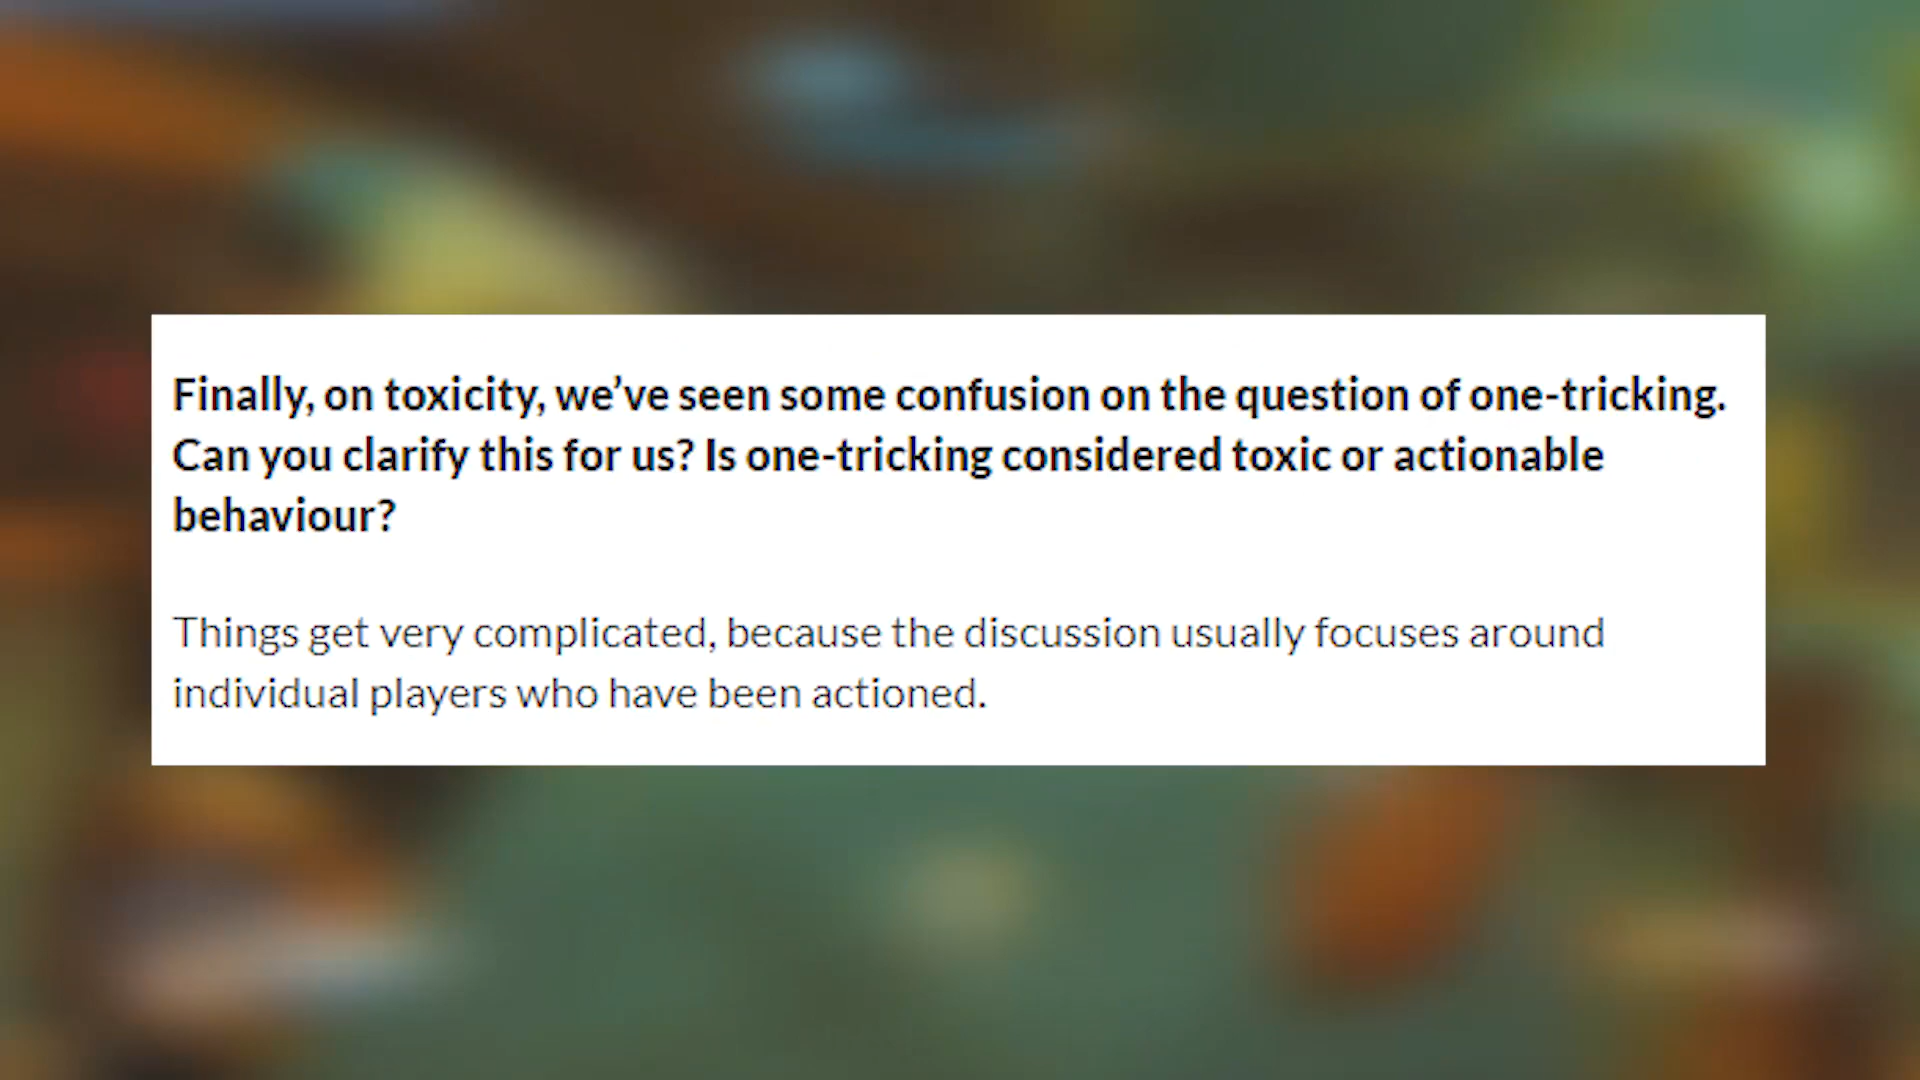 Finally, on toxicity, we’ve seen some confusion on the question of one-tricking.
Can you clarify this for us? Is one-tricking considered toxic or actionable
behaviour?
Things get very complicated, because the discussion usually focuses around
individual players who have been actioned.